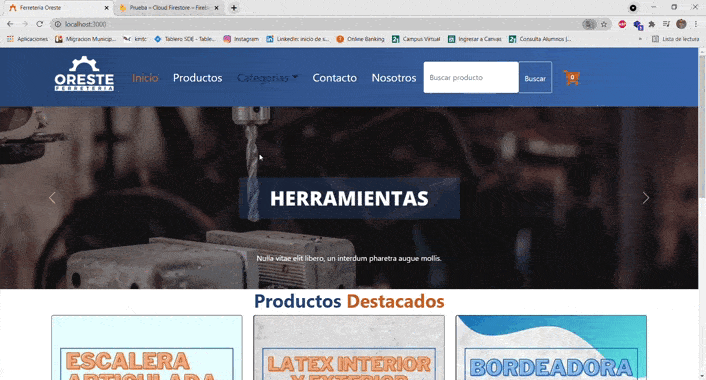 Ferreteria Oreste
Prueba – Cloud Firestore – Fireb
localhost:3000
Aplicaciones
Migracion Municip...
kmtc
Tablero SDE - Table...
Instagram
Linkedin: inicio de s...
Online Banking
Campus Virtual
Ingresar a Canvas
Consulta Alumnos |...
»
Lista de lectura
ORESTE
FERRETERIA
Inicio
Productos
Categorias
Contacto
Nosotros
Buscar producto
Buscar
0
HERRAMIENTAS
Nulla vitae elit libero, a pharetra augue mollis.
Productos Destacados
ESCALERA
ARTICULADA
LATEX INTERIOR
Y EXTERIOR
BORDEADORA